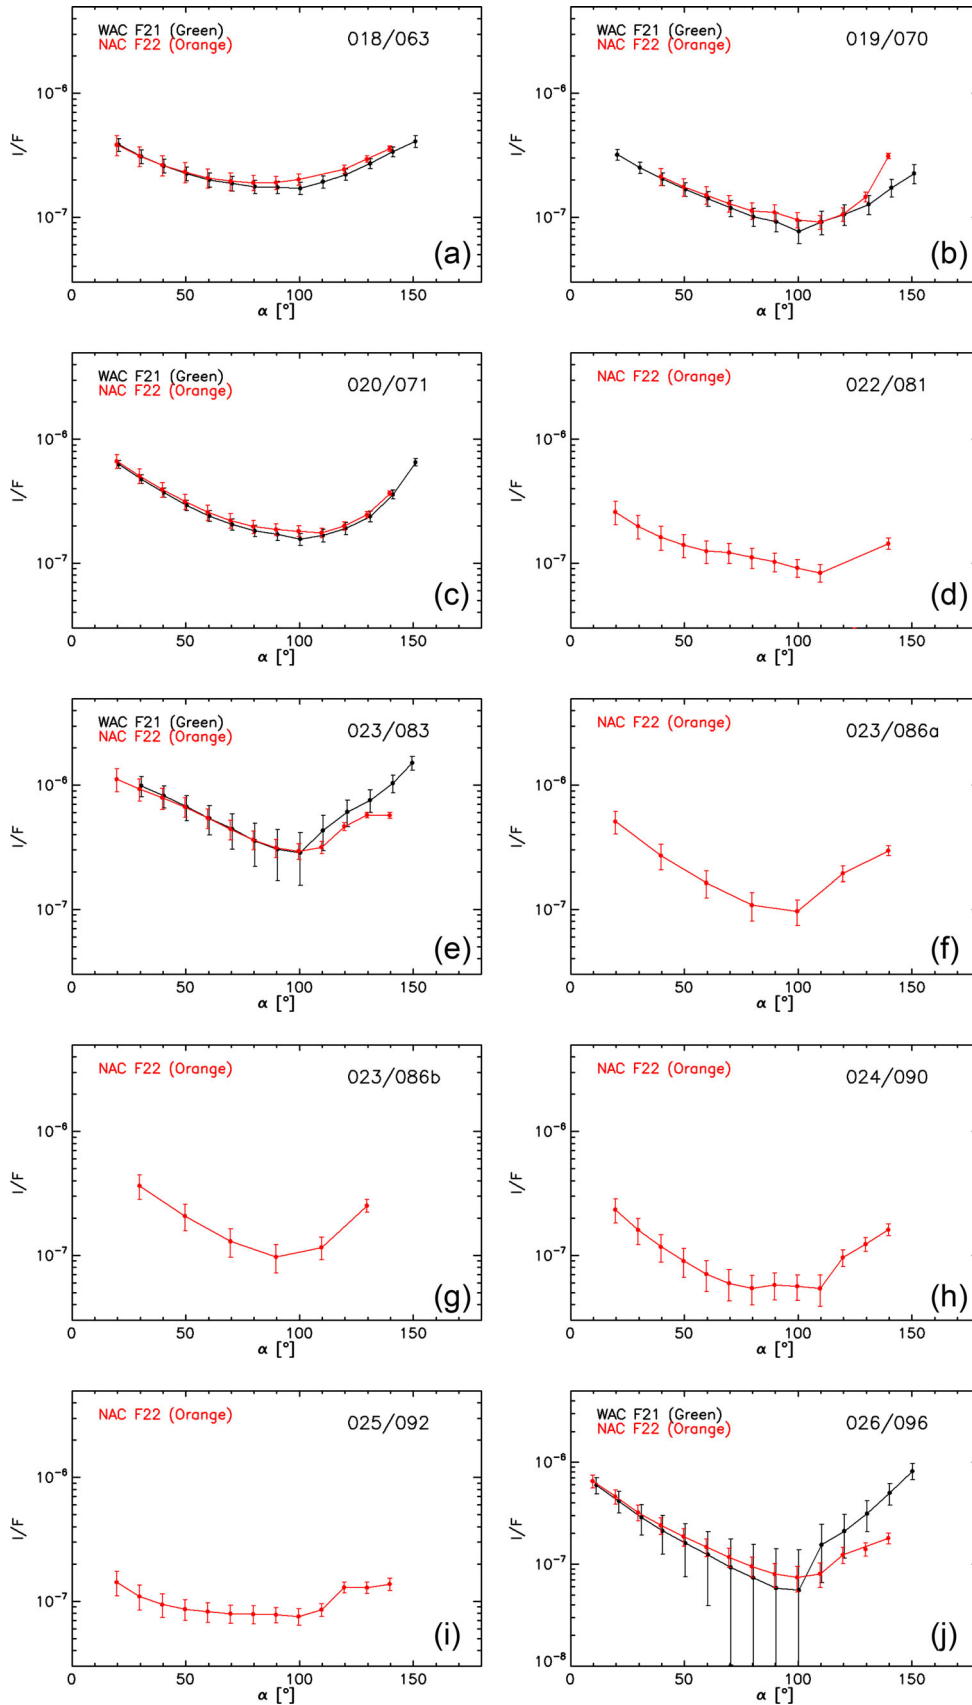 WAC F21 (Green)
NAC F22 (Orange)
018/063
I/F
10⁻⁶
10⁻⁷
(a)
0 50 100 150
α [°]
WAC F21 (Green)
NAC F22 (Orange)
019/070
I/F
10⁻⁶
10⁻⁷
(b)
0 50 100 150
α [°]
WAC F21 (Green)
NAC F22 (Orange)
020/071
I/F
10⁻⁶
10⁻⁷
(c)
0 50 100 150
α [°]
NAC F22 (Orange)
022/081
I/F
10⁻⁶
10⁻⁷
(d)
0 50 100 150
α [°]
WAC F21 (Green)
NAC F22 (Orange)
023/083
I/F
10⁻⁶
10⁻⁷
(e)
0 50 100 150
α [°]
NAC F22 (Orange)
023/086a
I/F
10⁻⁶
10⁻⁷
(f)
0 50 100 150
α [°]
NAC F22 (Orange)
023/086b
I/F
10⁻⁶
10⁻⁷
(g)
0 50 100 150
α [°]
NAC F22 (Orange)
024/090
I/F
10⁻⁶
10⁻⁷
(h)
0 50 100 150
α [°]
NAC F22 (Orange)
025/092
I/F
10⁻⁶
10⁻⁷
(i)
0 50 100 150
α [°]
WAC F21 (Green)
NAC F22 (Orange)
026/096
I/F
10⁻⁶
10⁻⁷
10⁻⁸
(j)
0 50 100 150
α [°]